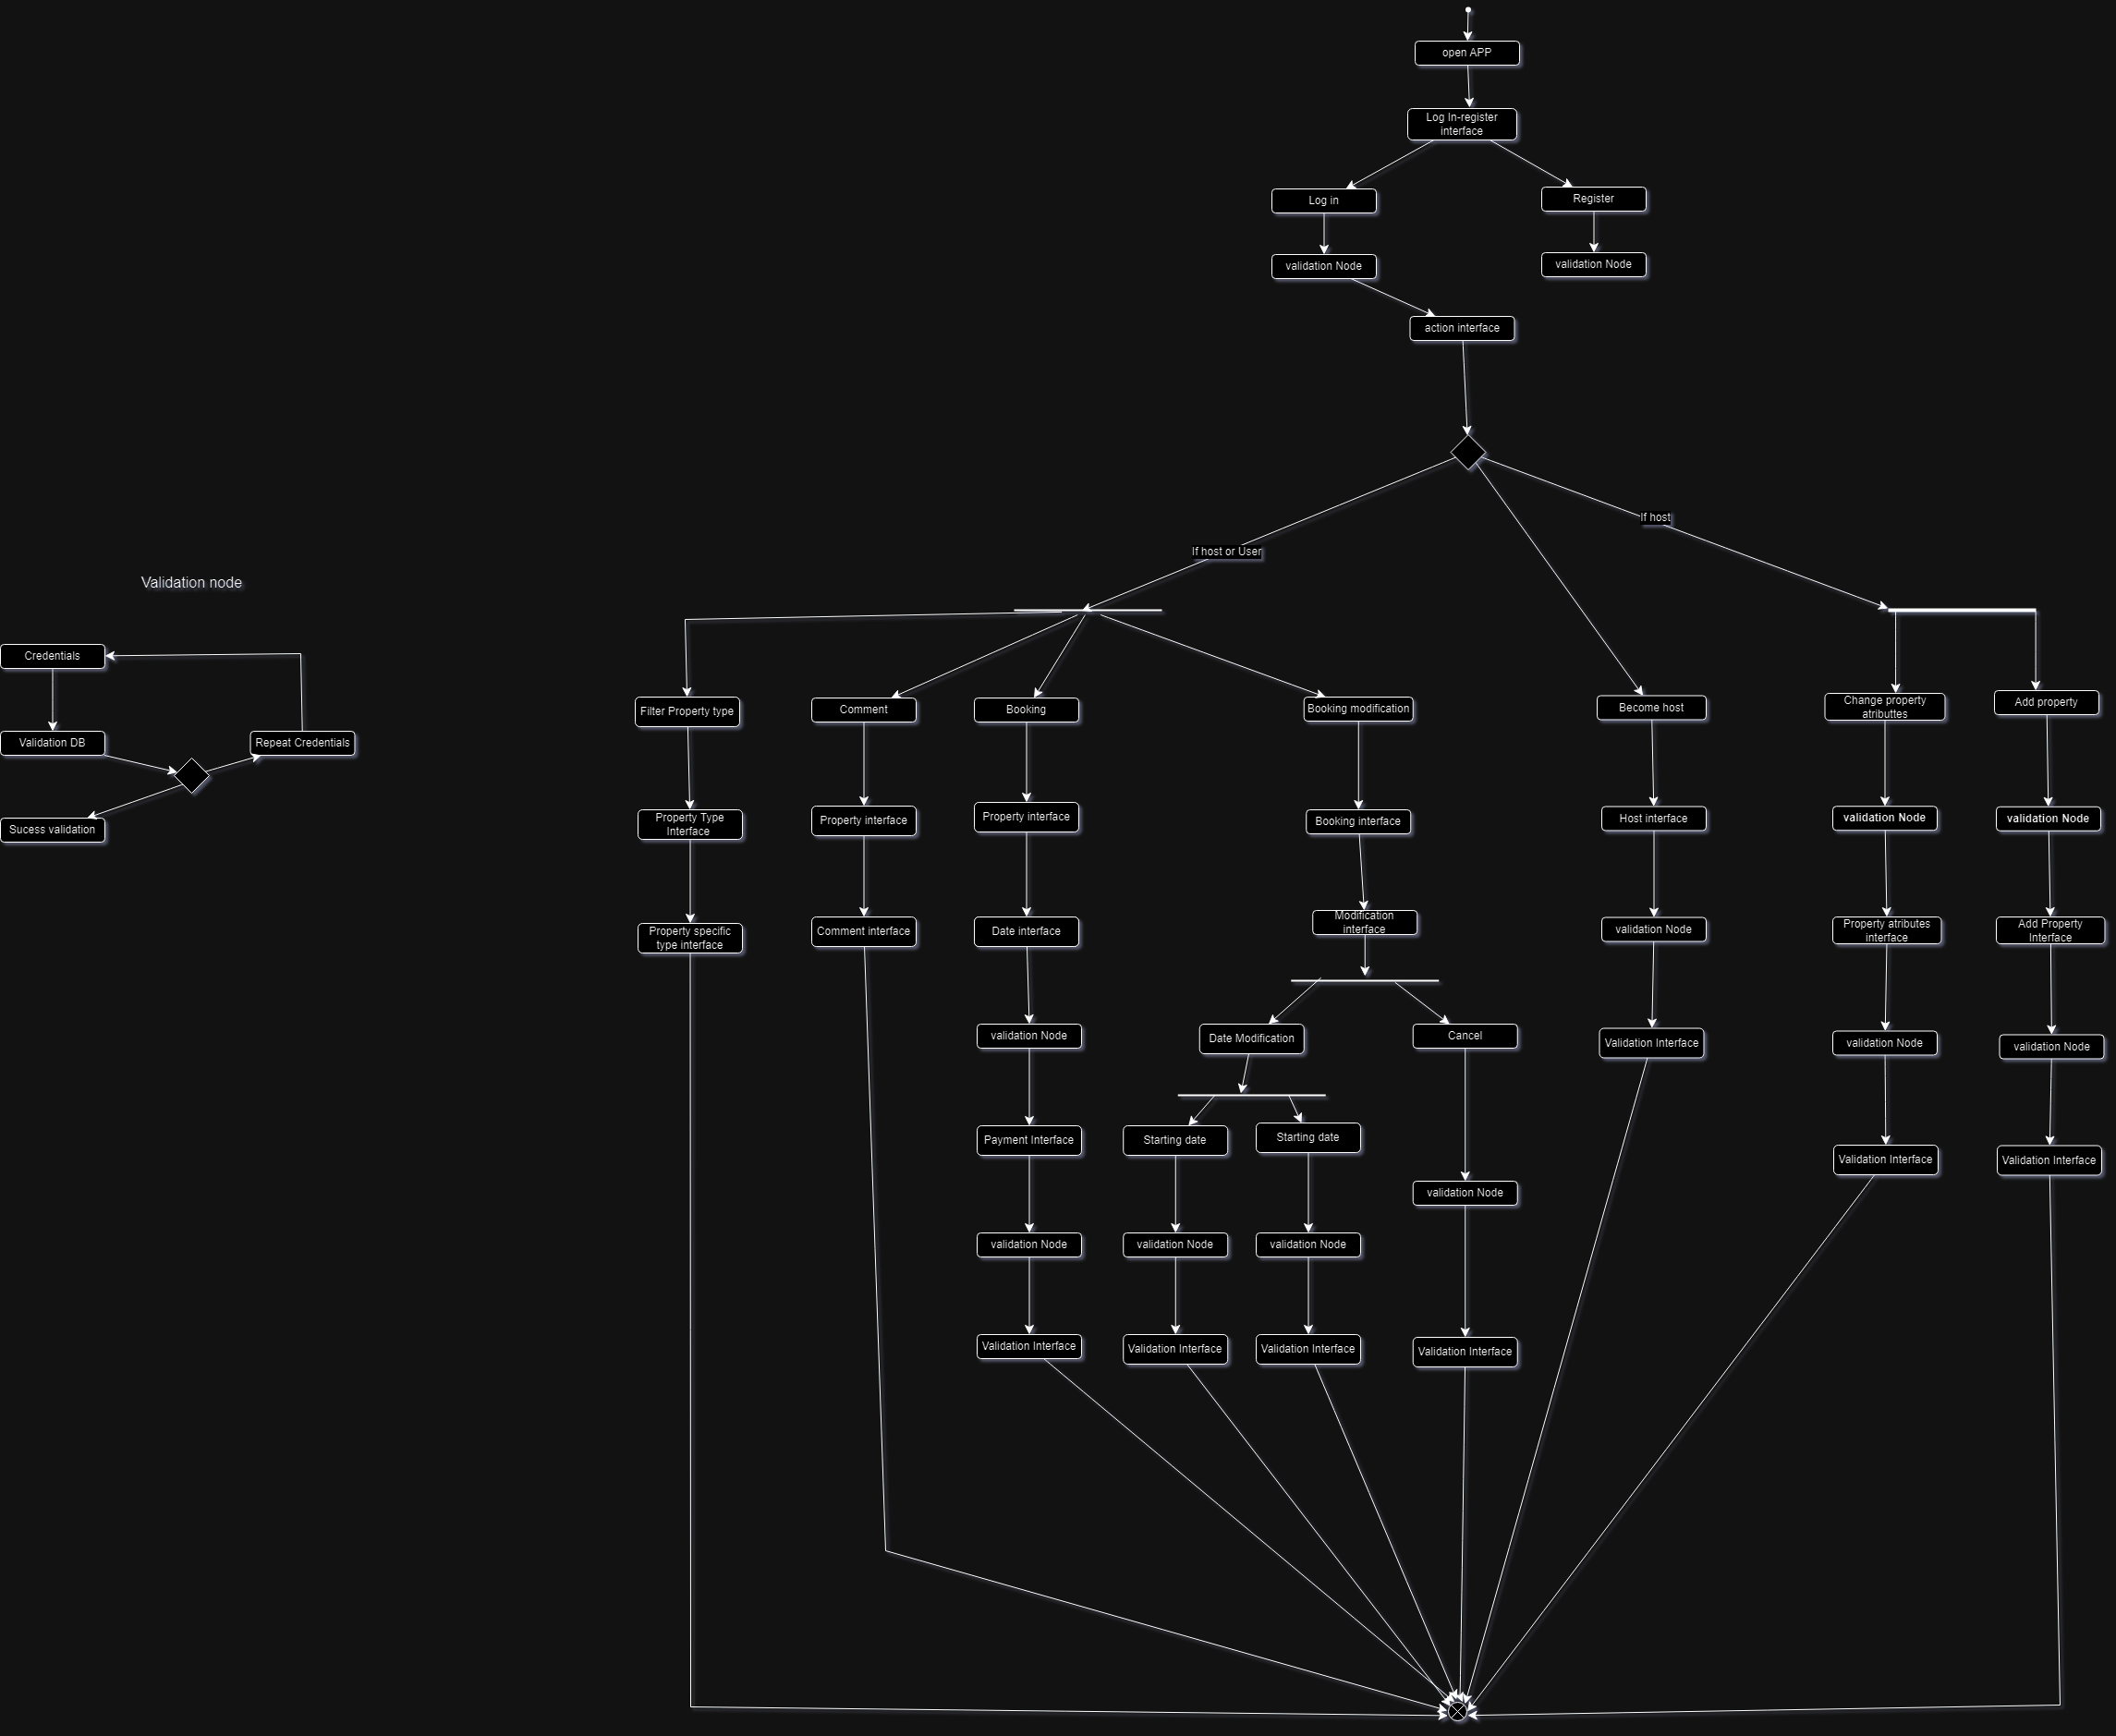 open APP
Log In-register
interface
Log in
Register
validation Node
validation Node
action interface
If host
If host or User
Validation node
Credentials
Validation DB
Repeat Credentials
Sucess validation
Filter Property type
Comment
Booking
Booking modification
Become host
Change property
atributtes
Add property
Property Type
Interface
Property interface
Property interface
Booking interface
Host interface
validation Node
validation Node
Property specific
type interface
Comment interface
Date interface
Modification
interface
validation Node
Property atributes
interface
Add Property
Interface
validation Node
Date Modification
Cancel
Validation Interface
validation Node
validation Node
Payment Interface
Starting date
Starting date
validation Node
Validation Interface
Validation Interface
validation Node
validation Node
validation Node
Validation Interface
Validation Interface
Validation Interface
Validation Interface